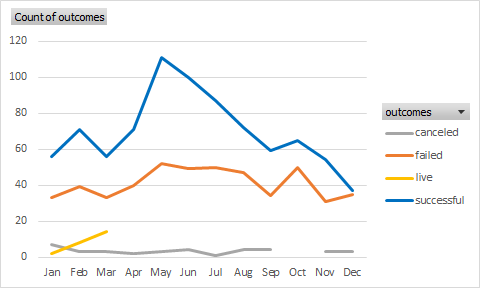 Count of outcomes
120
100
80
60
40
20
0
Jan Feb Mar Apr May Jun Jul Aug Sep Oct Nov Dec
outcomes
canceled
failed
live
successful